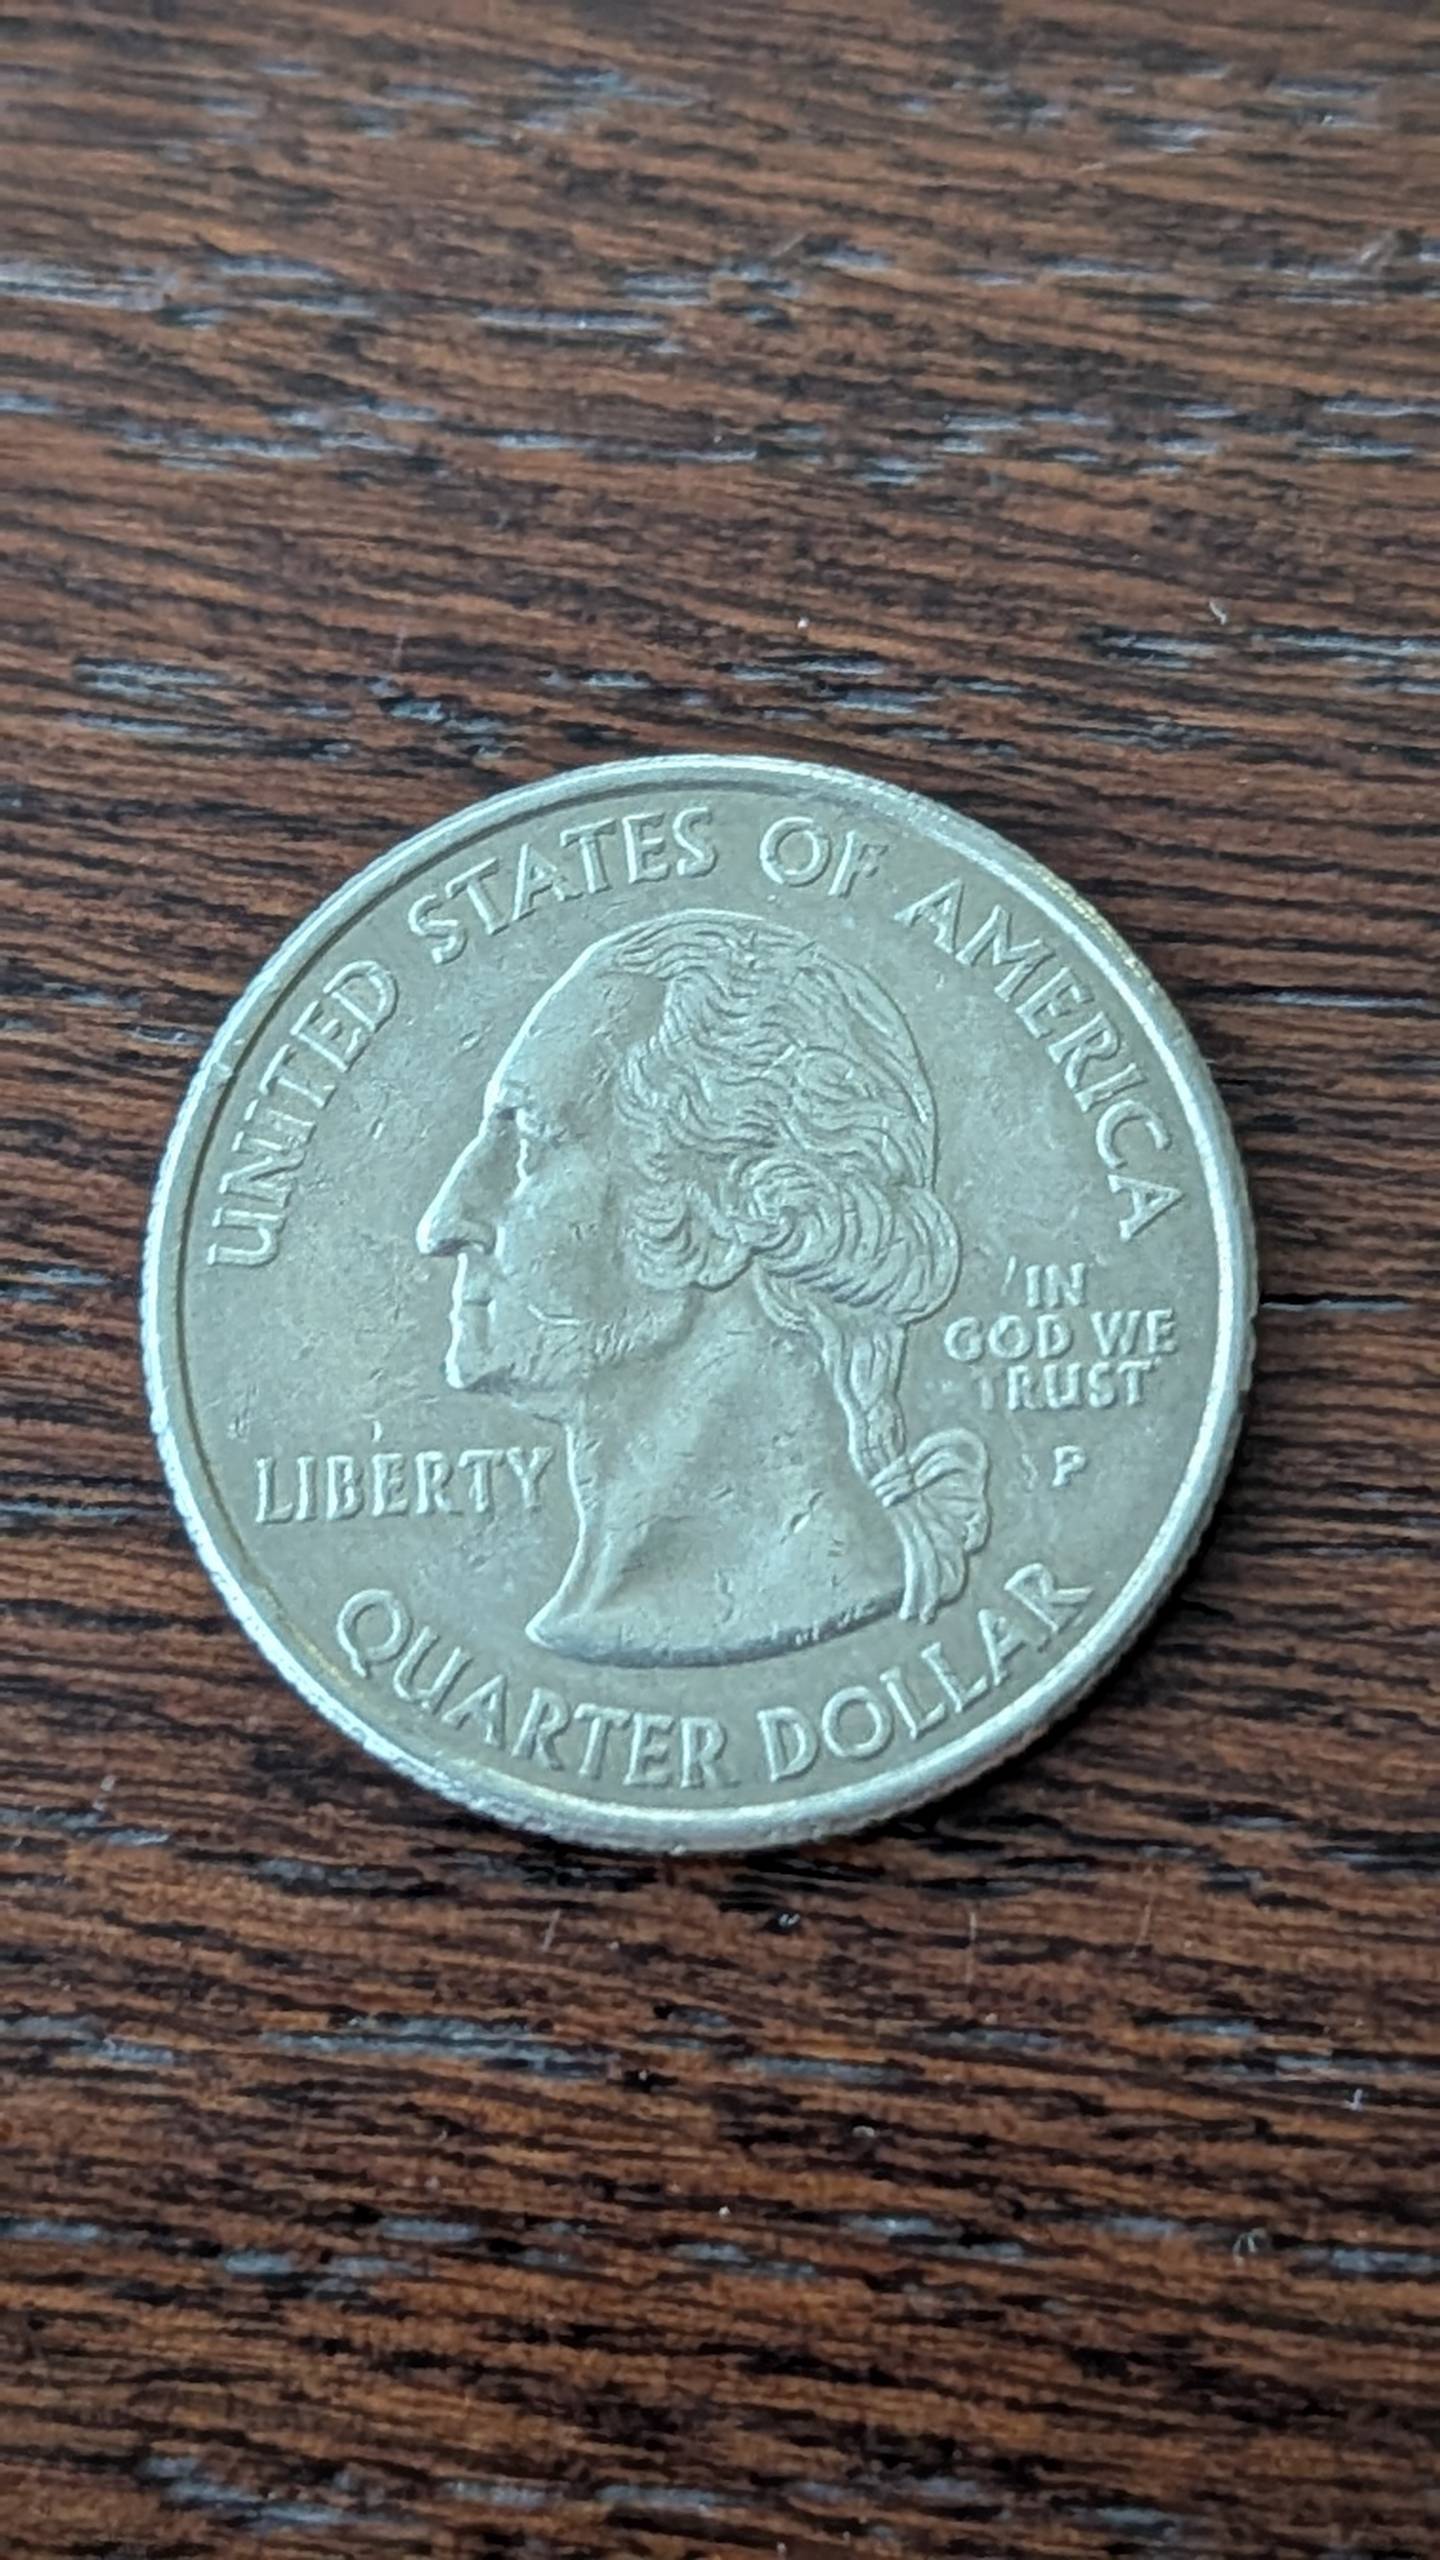 UNITED STATES OF AMERICA
LIBERTY
IN
GOD WE
TRUST
P
QUARTER DOLLAR